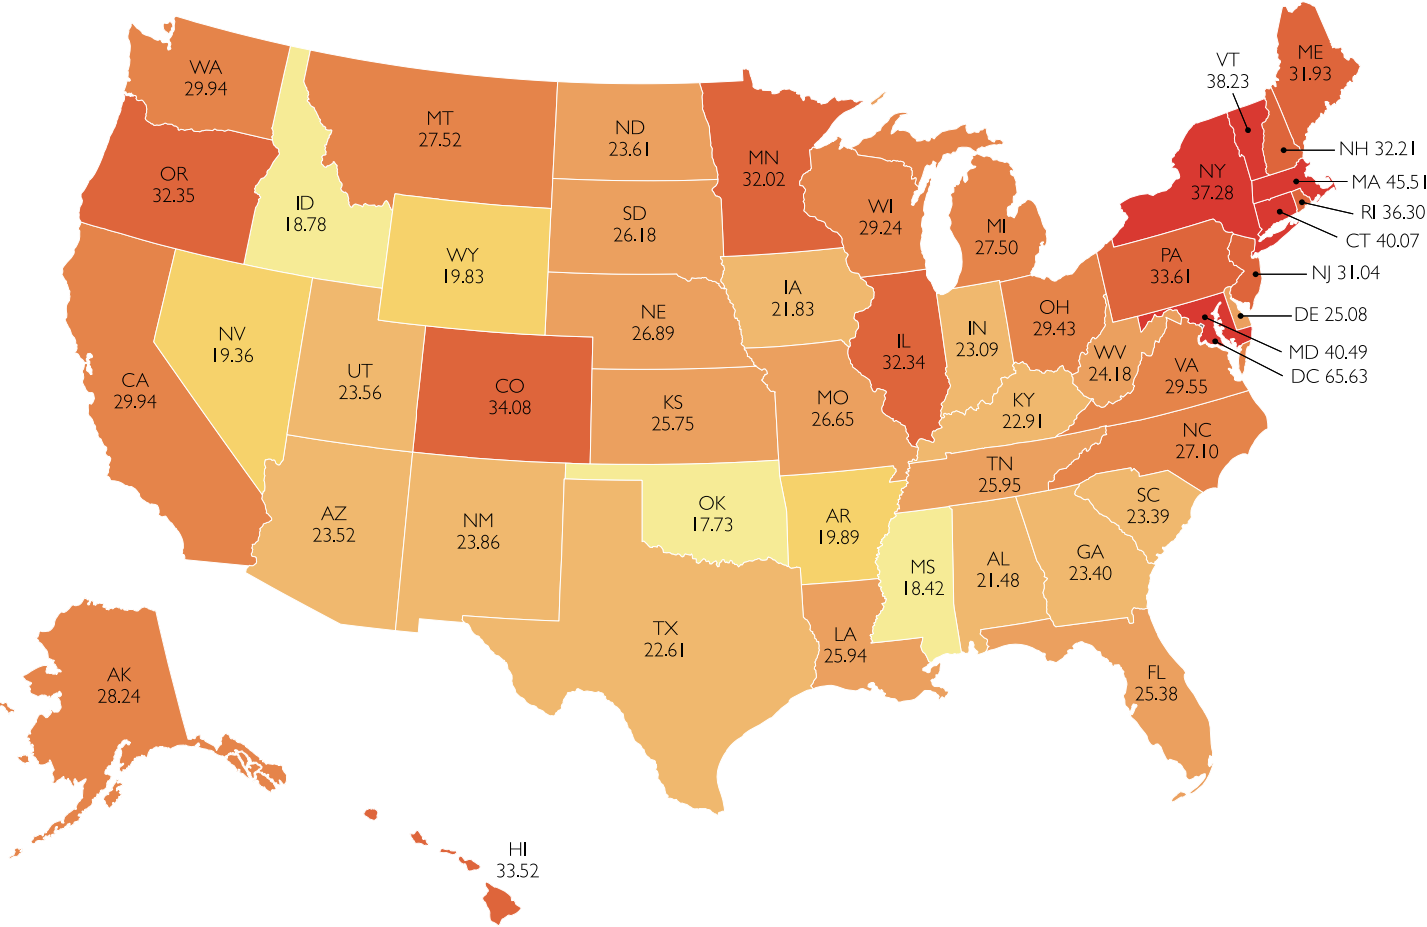 WA
29.94
OR
32.35
CA
29.94
ID
18.78
NV
19.36
MT
27.52
WY
19.83
UT
23.56
CO
34.08
AZ
23.52
NM
23.86
ND
23.61
SD
26.18
NE
26.89
KS
25.75
OK
17.73
TX
22.61
MN
32.02
IA
21.83
MO
26.65
AR
19.89
LA
25.94
WI
29.24
IL
32.34
MI
27.50
IN
23.09
OH
29.43
KY
22.91
TN
25.95
MS
18.42
AL
21.48
GA
23.40
FL
25.38
SC
23.39
NC
27.10
VA
29.55
WV
24.18
PA
33.61
NY
37.28
VT
38.23
ME
31.93
NH 32.21
MA 45.51
RI 36.30
CT 40.07
NJ 31.04
DE 25.08
MD 40.49
DC 65.63
AK
28.24
HI
33.52